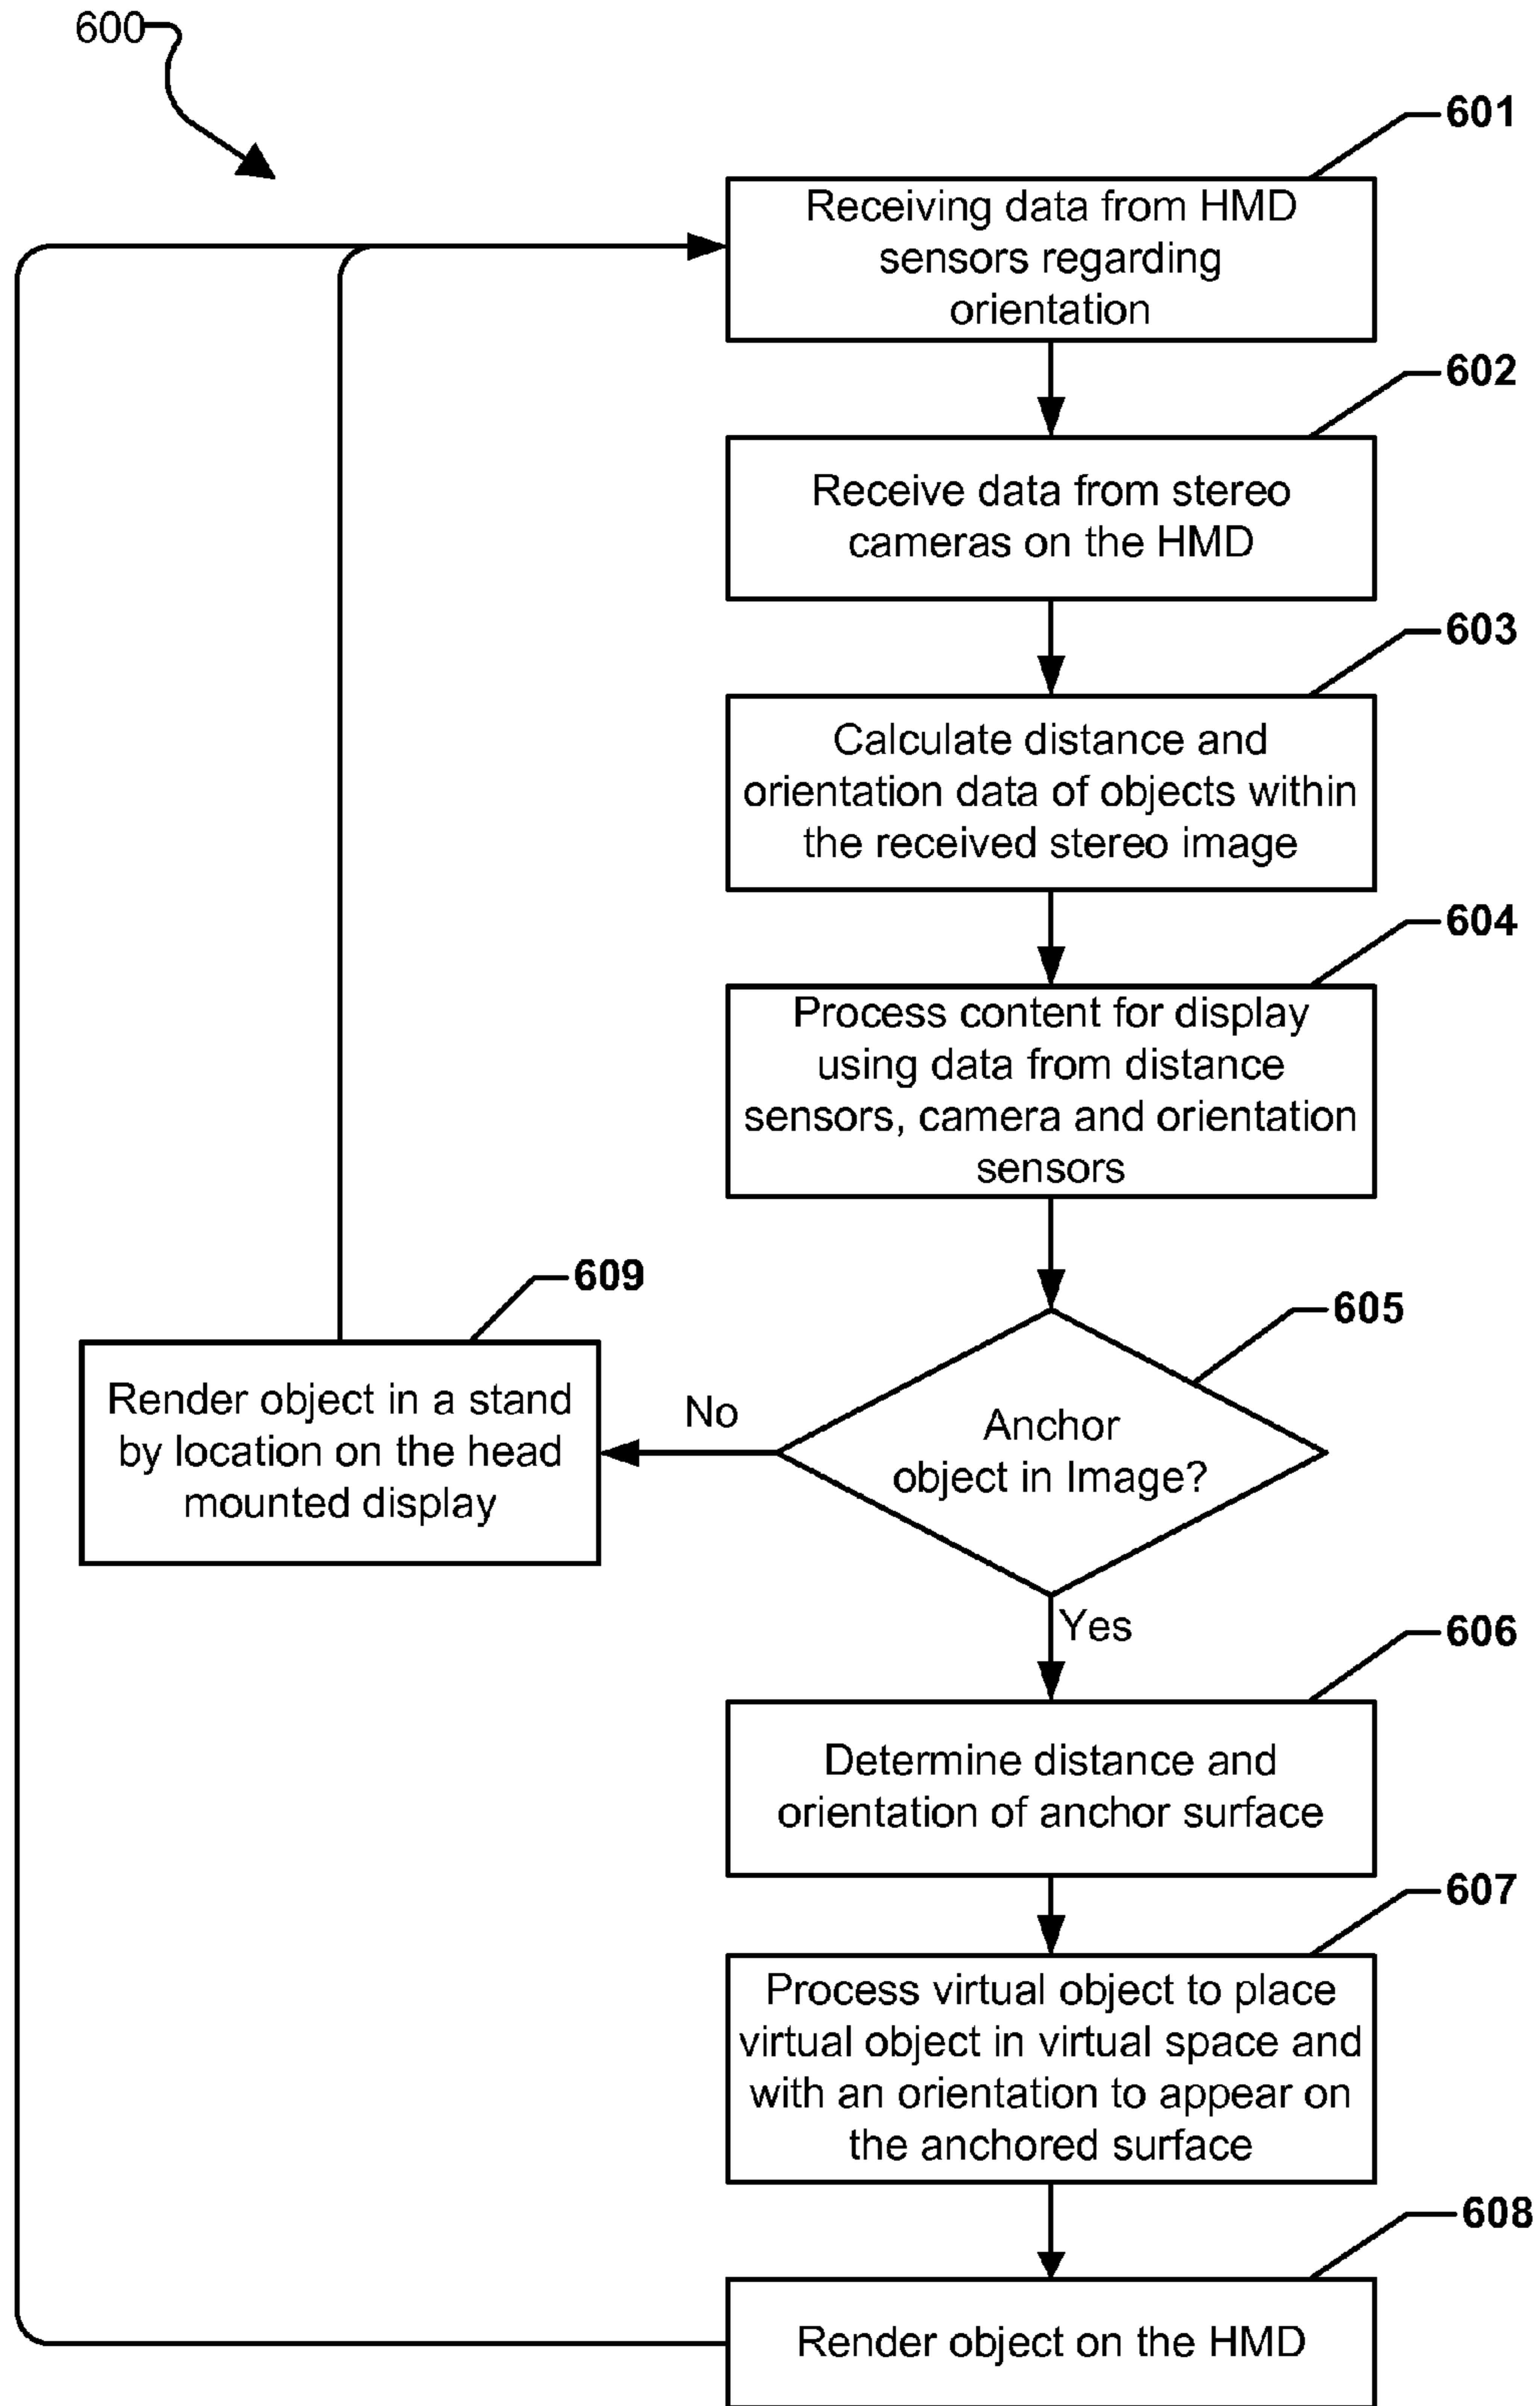 600
601
Receiving data from HMD
sensors regarding
orientation
602
Receive data from stereo
cameras on the HMD
603
Calculate distance and
orientation data of objects within
the received stereo image
604
Process content for display
using data from distance
sensors, camera and orientation
sensors
605
Anchor
object in Image?
No
609
Render object in a stand
by location on the head
mounted display
Yes
606
Determine distance and
orientation of anchor surface
607
Process virtual object to place
virtual object in virtual space and
with an orientation to appear on
the anchored surface
608
Render object on the HMD